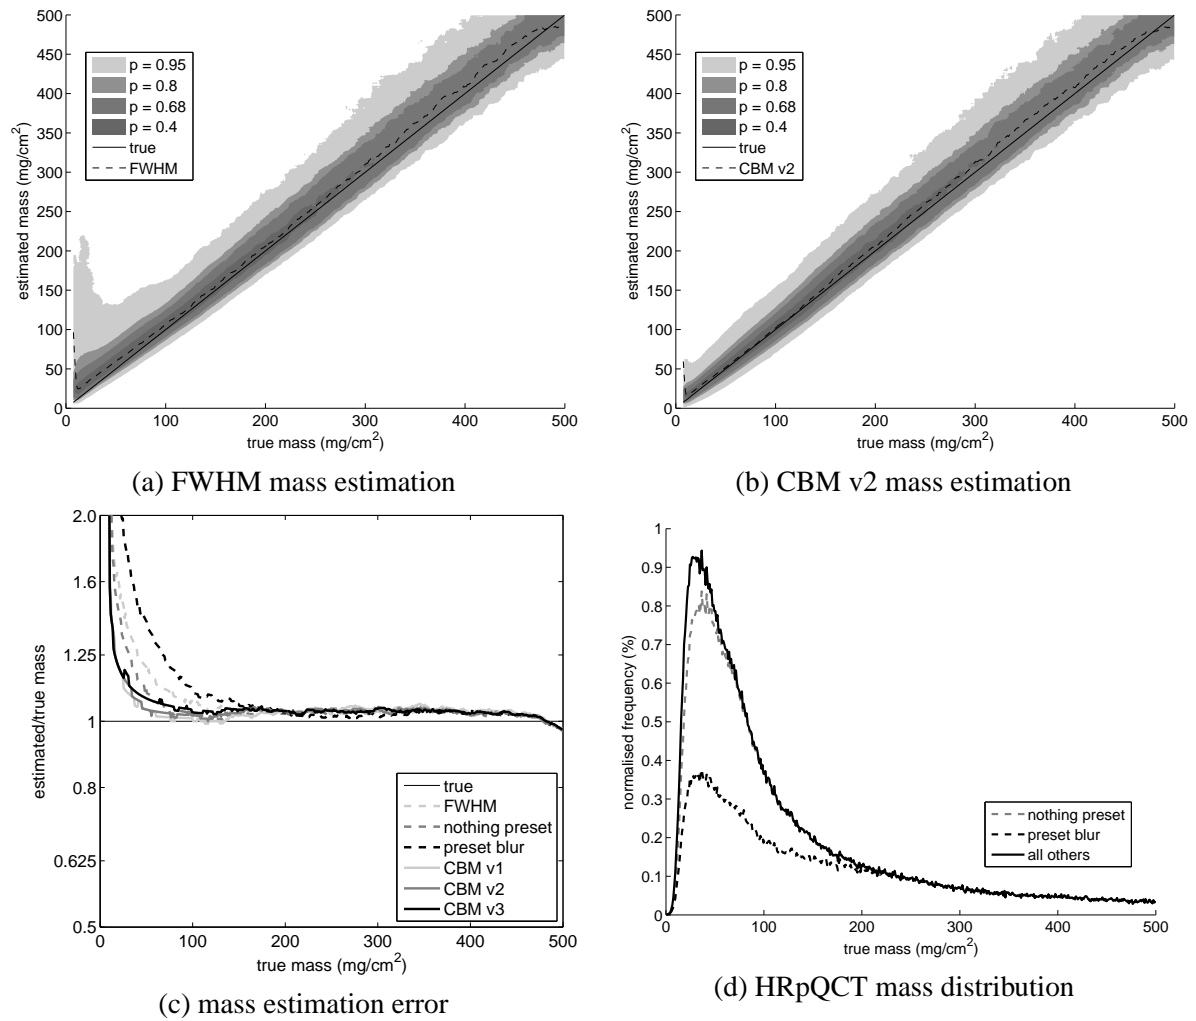 500
450
400
350
300
250
200
150
100
50
0
estimated mass (mg/cm2)
p = 0.95
p = 0.8
p = 0.68
p = 0.4
true
FWHM
0 100 200 300 400 500
true mass (mg/cm2)
(a) FWHM mass estimation
500
450
400
350
300
250
200
150
100
50
0
estimated mass (mg/cm2)
p = 0.95
p = 0.8
p = 0.68
p = 0.4
true
CBM v2
0 100 200 300 400 500
true mass (mg/cm2)
(b) CBM v2 mass estimation
2.0
1.6
1.25
1
0.8
0.625
0.5
estimated/true mass
true
FWHM
nothing preset
preset blur
CBM v1
CBM v2
CBM v3
0 100 200 300 400 500
true mass (mg/cm2)
(c) mass estimation error
1
0.9
0.8
0.7
0.6
0.5
0.4
0.3
0.2
0.1
0
normalised frequency (%)
nothing preset
preset blur
all others
0 100 200 300 400 500
true mass (mg/cm2)
(d) HRpQCT mass distribution